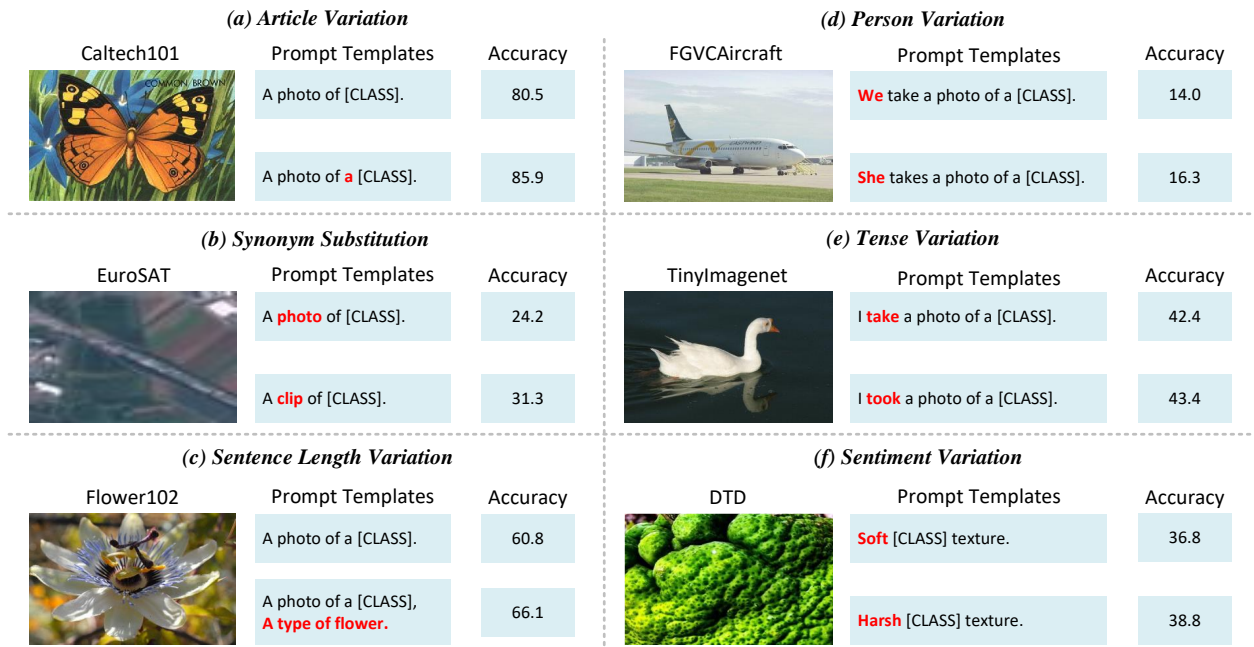 (a) Article Variation
Caltech101 Prompt Templates Accuracy
COMMON BROWN
A photo of [CLASS]. 80.5
A photo of a [CLASS]. 85.9
(b) Synonym Substitution
EuroSAT Prompt Templates Accuracy
A photo of [CLASS]. 24.2
A clip of [CLASS]. 31.3
(c) Sentence Length Variation
Flower102 Prompt Templates Accuracy
A photo of a [CLASS]. 60.8
A photo of a [CLASS],
A type of flower.
66.1
(d) Person Variation
FGVCAircraft Prompt Templates Accuracy
We take a photo of a [CLASS]. 14.0
She takes a photo of a [CLASS]. 16.3
(e) Tense Variation
TinyImagenet Prompt Templates Accuracy
I take a photo of a [CLASS]. 42.4
I took a photo of a [CLASS]. 43.4
(f) Sentiment Variation
DTD Prompt Templates Accuracy
Soft [CLASS] texture. 36.8
Harsh [CLASS] texture. 38.8